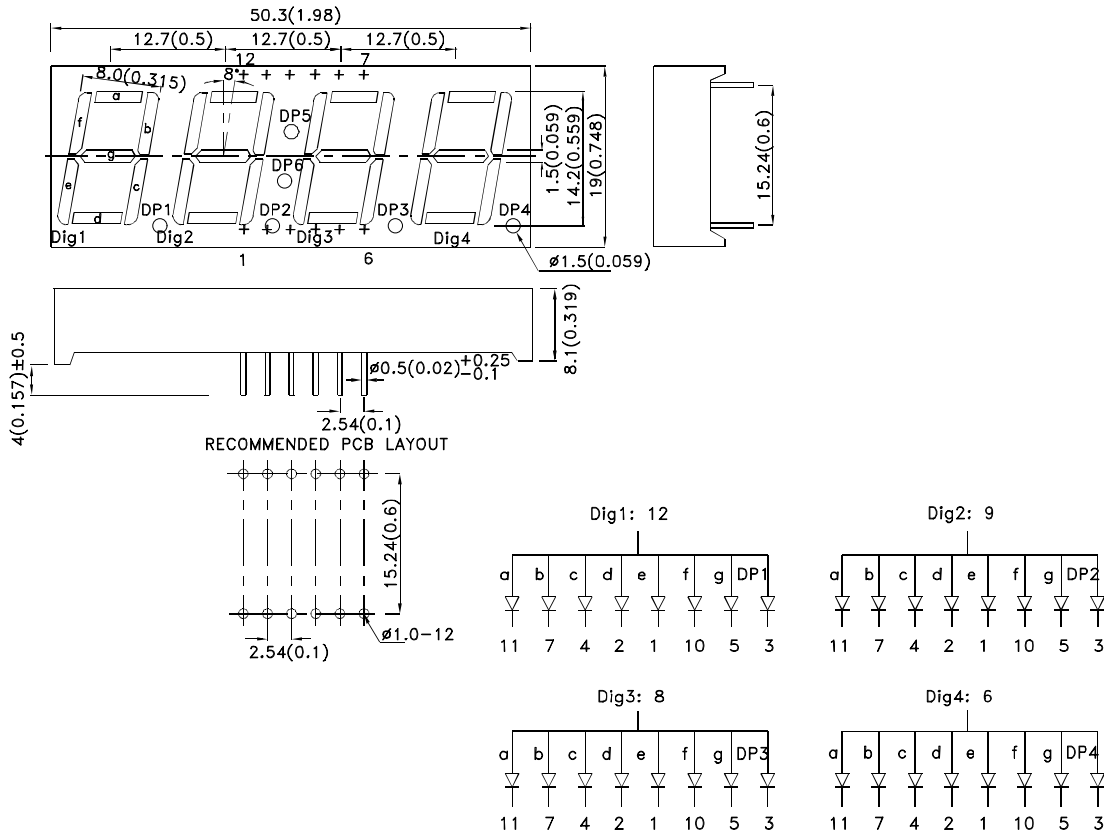 50.3(1.98)
12.7(0.5) 12.7(0.5) 12.7(0.5)
12 7
8.0(0.315) 8°
a
f b
g
e c
d
DP5
DP6
DP1 DP2 DP3 DP4
Dig1 Dig2 Dig3 Dig4
1 6
1.5(0.059)
14.2(0.559)
19(0.748)
ø1.5(0.059)
15.24(0.6)
8.1(0.319)
4(0.157)±0.5
ø0.5(0.02)+0.25
-0.1
2.54(0.1)
RECOMMENDED PCB LAYOUT
15.24(0.6)
ø1.0-12
2.54(0.1)
Dig1: 12
a b c d e f g DP1
11 7 4 2 1 10 5 3
Dig2: 9
a b c d e f g DP2
11 7 4 2 1 10 5 3
Dig3: 8
a b c d e f g DP3
11 7 4 2 1 10 5 3
Dig4: 6
a b c d e f g DP4
11 7 4 2 1 10 5 3